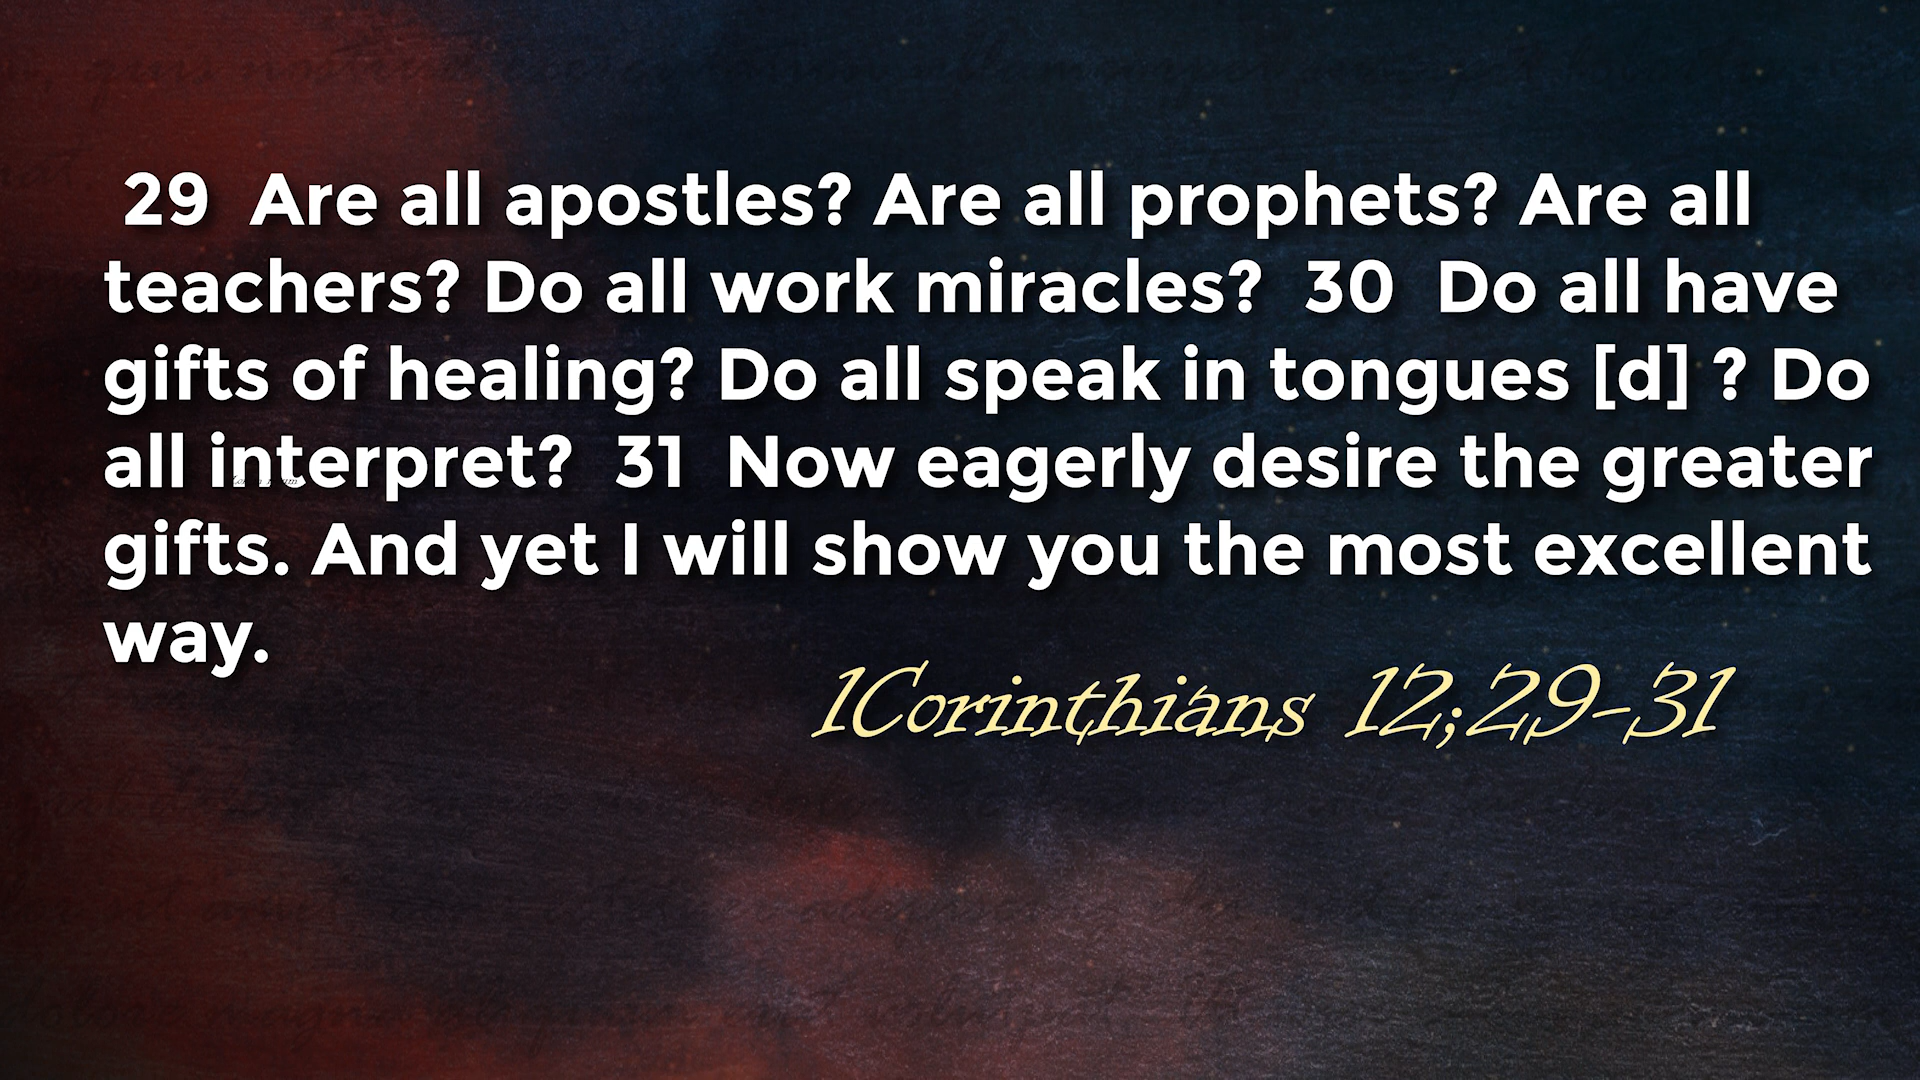 29 Are all apostles? Are all prophets? Are all
teachers? Do all work miracles? 30 Do all have
gifts of healing? Do all speak in tongues [d] ? Do
all interpret? 31 Now eagerly desire the greater
gifts. And yet I will show you the most excellent
way.
1Corinthians 12;29-31